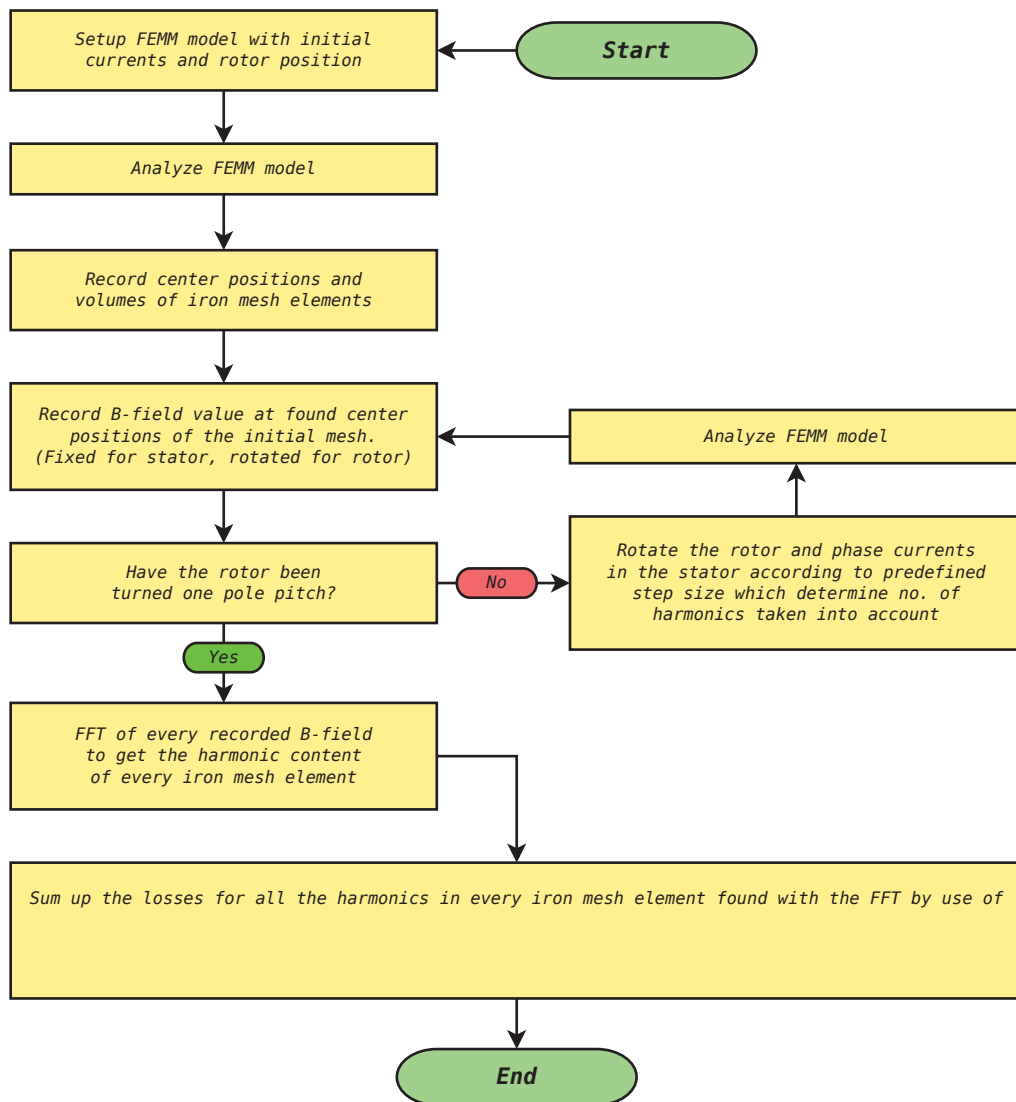 Start
Setup FEMM model with initial
currents and rotor position
Analyze FEMM model
Record center positions and
volumes of iron mesh elements
Record B-field value at found center
positions of the initial mesh.
(Fixed for stator, rotated for rotor)
Analyze FEMM model
Have the rotor been
turned one pole pitch?
No
Rotate the rotor and phase currents
in the stator according to predefined
step size which determine no. of
harmonics taken into account
Yes
FFT of every recorded B-field
to get the harmonic content
of every iron mesh element
Sum up the losses for all the harmonics in every iron mesh element found with the FFT by use of
End